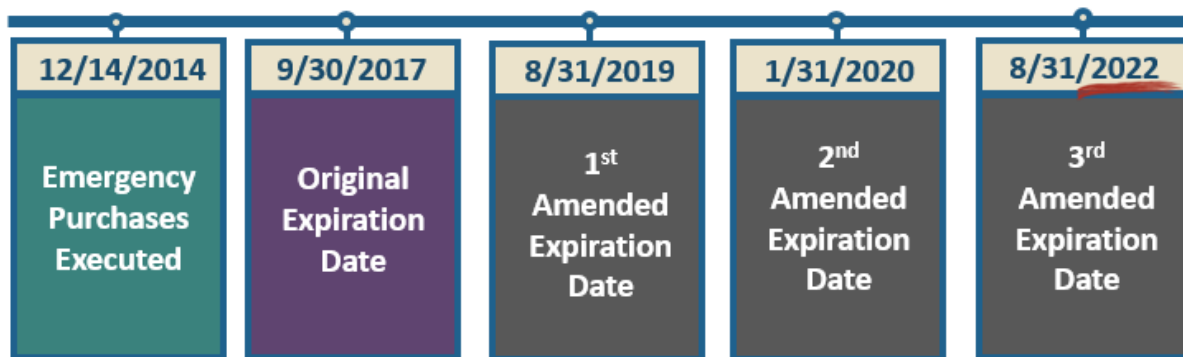 12/14/2014
Emergency
Purchases
Executed
9/30/2017
Original
Expiration
Date
8/31/2019
1st
Amended
Expiration
Date
1/31/2020
2nd
Amended
Expiration
Date
8/31/2022
3rd
Amended
Expiration
Date